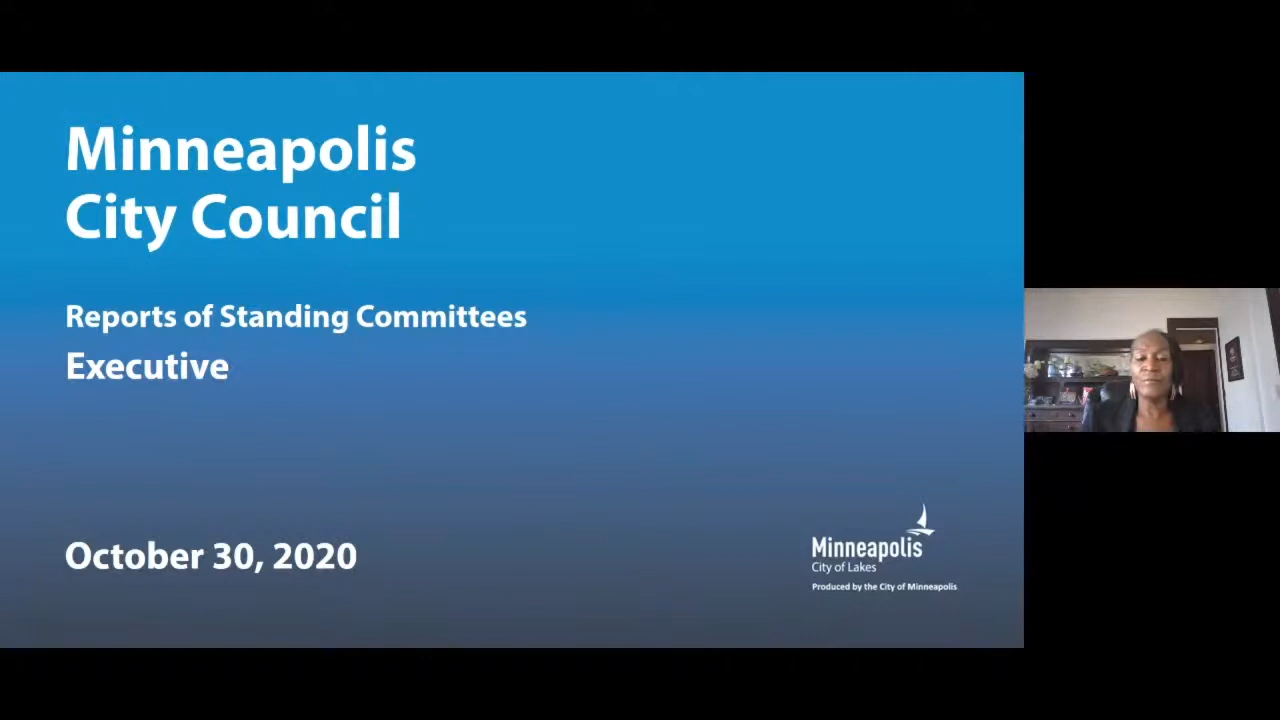 Minneapolis
City Council
Reports of Standing Committees
Executive
October 30, 2020
Minneapolis
City of Lakes
Produced by the City of Minneapolis